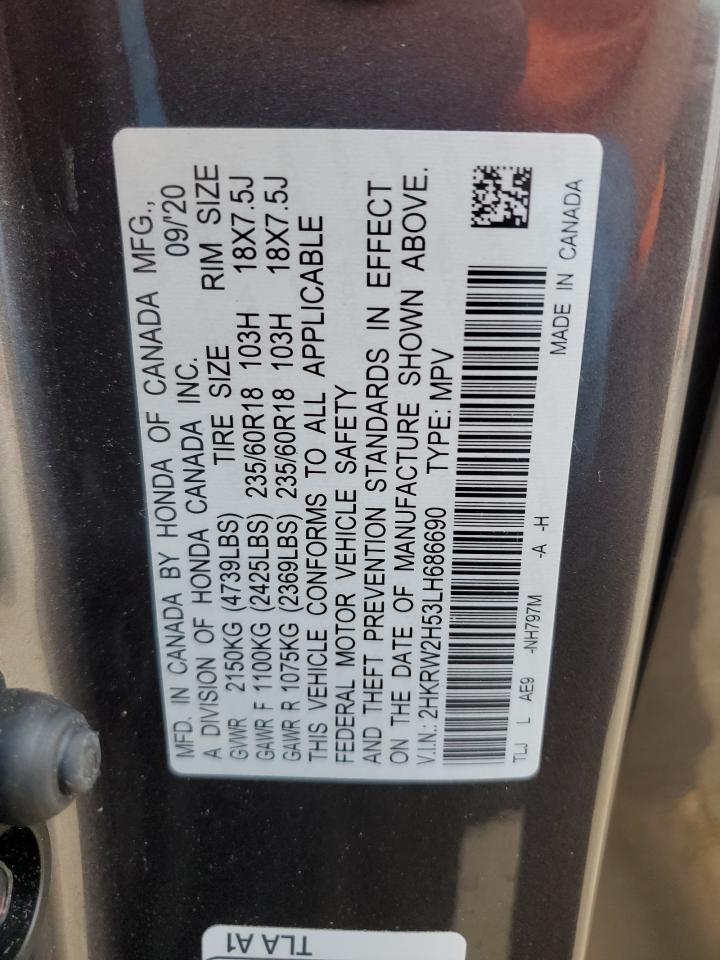 MFD. IN CANADA BY HONDA OF CANADA MFG.,
A DIVISION OF HONDA CANADA INC. 09/'20
GVWR 2150KG (4739LBS) TIRE SIZE RIM SIZE
GAWR F 1100KG (2425LBS) 235/60R18 103H 18X7.5J
GAWR R 1075KG (2369LBS) 235/60R18 103H 18X7.5J
THIS VEHICLE CONFORMS TO ALL APPLICABLE
FEDERAL MOTOR VEHICLE SAFETY
AND THEFT PREVENTION STANDARDS IN EFFECT
ON THE DATE OF MANUFACTURE SHOWN ABOVE.
V.I.N.: 2HKRW2H53LH686690 TYPE: MPV
TLJ L AE9 -NH797M -A -H
MADE IN CANADA
TLA A1